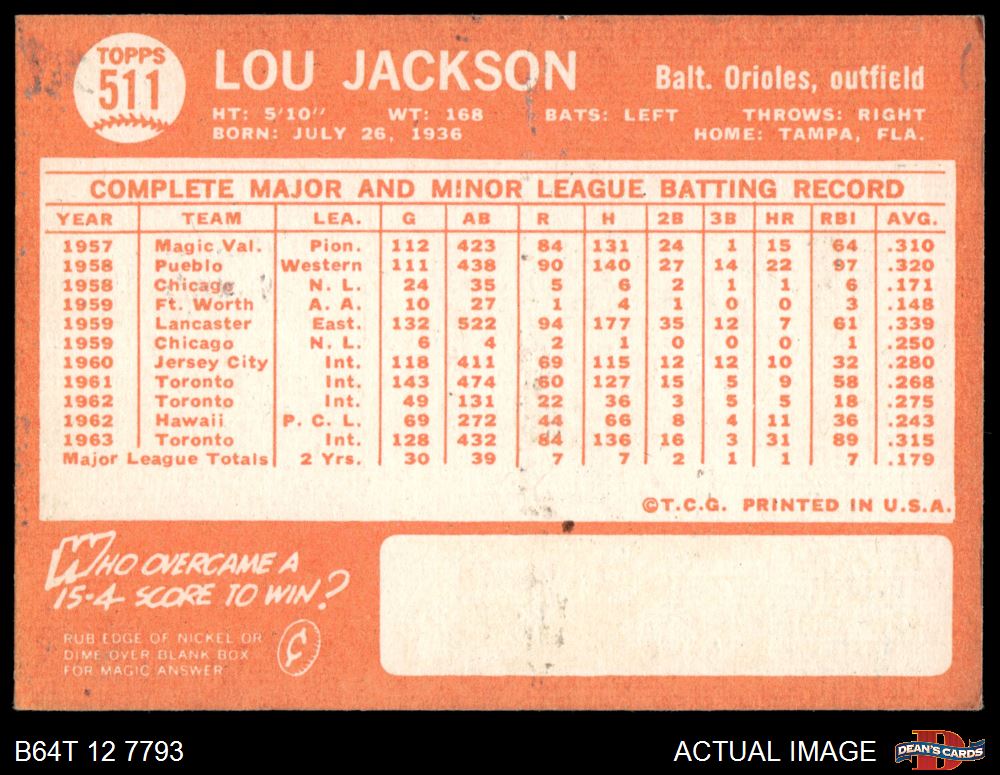 TOPPS
511
LOU JACKSON
Balt. Orioles, outfield
HT: 5'10" WT: 168 BATS: LEFT THROWS: RIGHT
BORN: JULY 26, 1936 HOME: TAMPA, FLA.
COMPLETE MAJOR AND MINOR LEAGUE BATTING RECORD
YEAR TEAM LEA. G AB R H 2B 3B HR RBI AVG.
1957 Magic Val. Pion. 112 423 84 131 24 1 15 64 .310
1958 Pueblo Western 111 438 90 140 27 14 22 97 .320
1958 Chicago N. L. 24 35 5 6 2 1 1 6 .171
1959 Ft. Worth A. A. 10 27 1 4 1 0 0 3 .148
1959 Lancaster East. 132 522 94 177 35 12 7 61 .339
1959 Chicago N. L. 6 4 2 1 0 0 0 1 .250
1960 Jersey City Int. 118 411 69 115 12 12 10 32 .280
1961 Toronto Int. 143 474 60 127 15 5 9 58 .268
1962 Toronto Int. 49 131 22 36 3 5 5 18 .275
1962 Hawaii P. C. L. 69 272 44 66 8 4 11 36 .243
1963 Toronto Int. 128 432 84 136 16 3 31 89 .315
Major League Totals 2 Yrs. 30 39 7 7 2 1 1 7 .179
©T.C.G. PRINTED IN U.S.A.
WHO OVERCAME A
15-4 SCORE TO WIN?
RUB EDGE OF NICKEL OR
DIME OVER BLANK BOX
FOR MAGIC ANSWER
¢
B64T 12 7793
ACTUAL IMAGE
DEAN'S CARDS